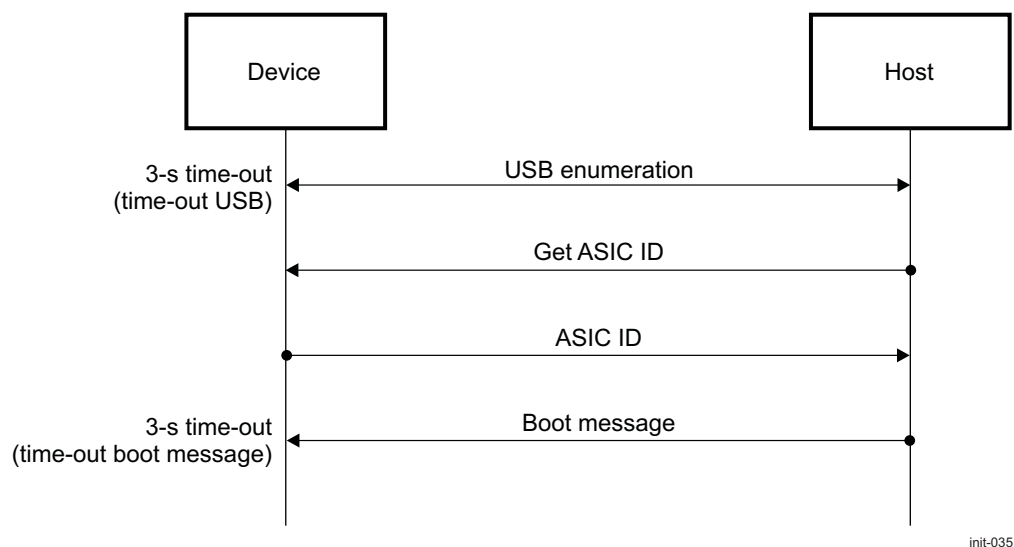 Device
Host
3-s time-out
(time-out USB)
USB enumeration
Get ASIC ID
ASIC ID
3-s time-out
(time-out boot message)
Boot message
init-035